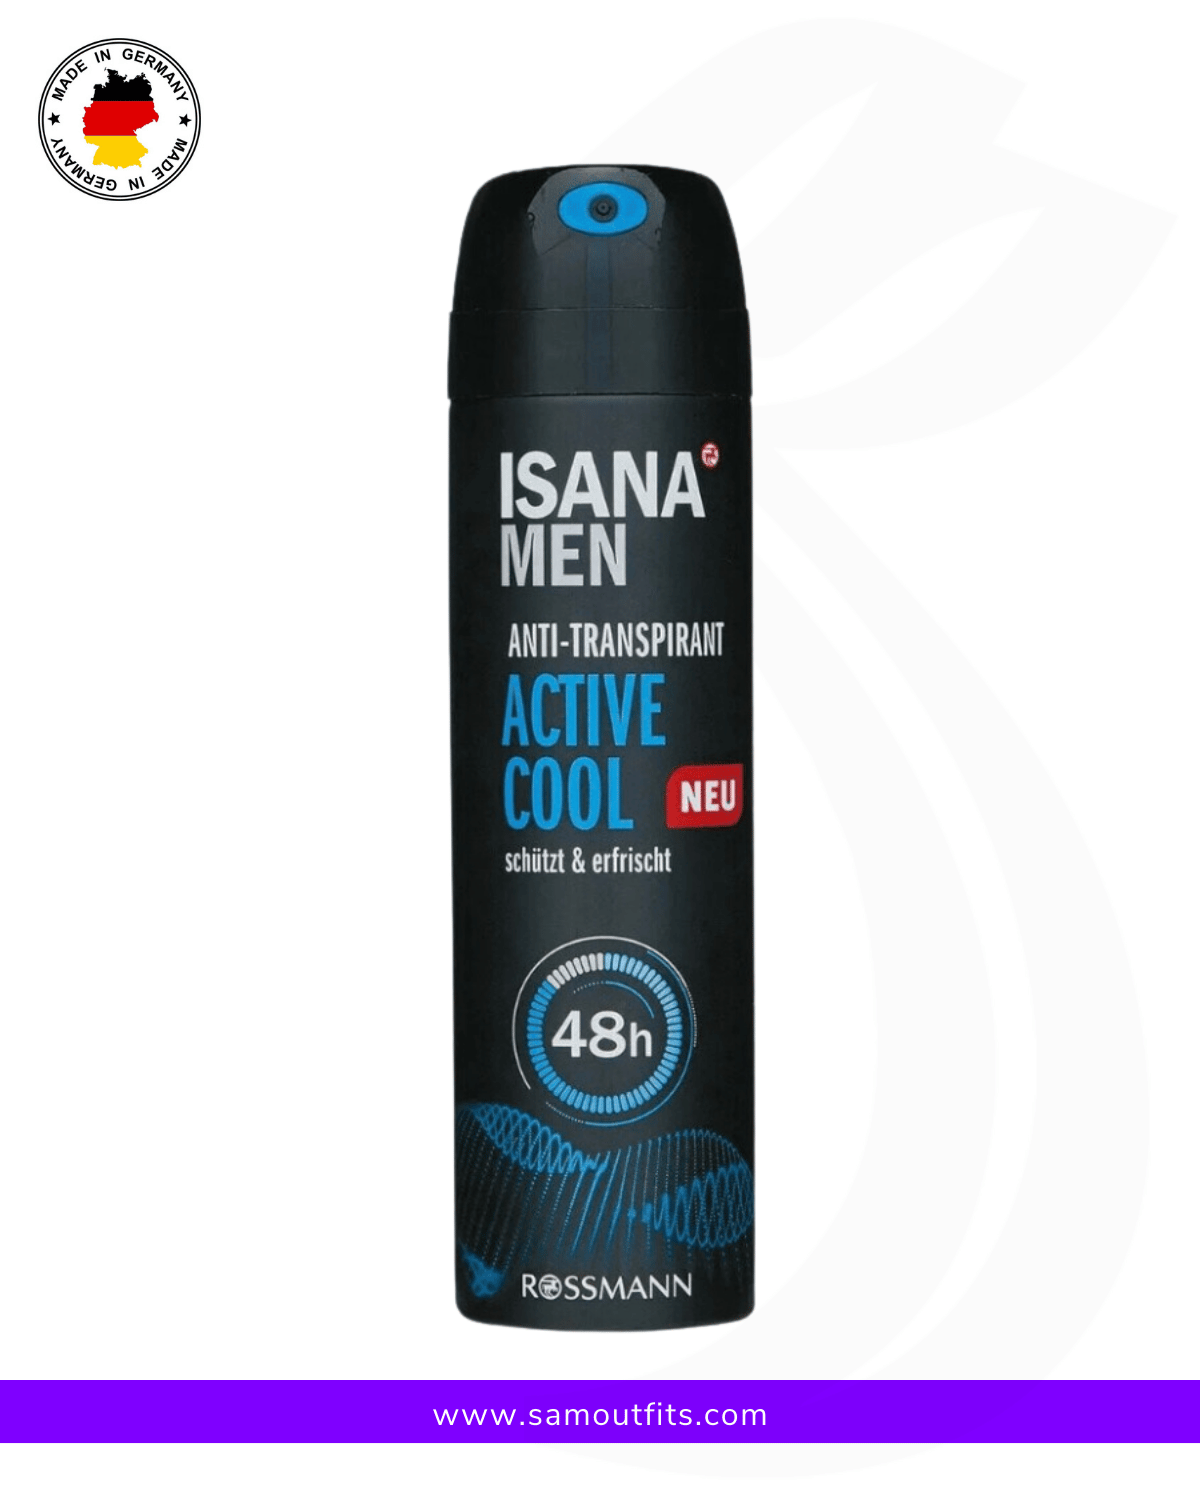 MADE IN GERMANY
MADE IN GERMANY
ISANA
MEN
ANTI-TRANSPIRANT
ACTIVE
COOL
NEU
schützt & erfrischt
48h
ROSSMANN
www.samoutfits.com